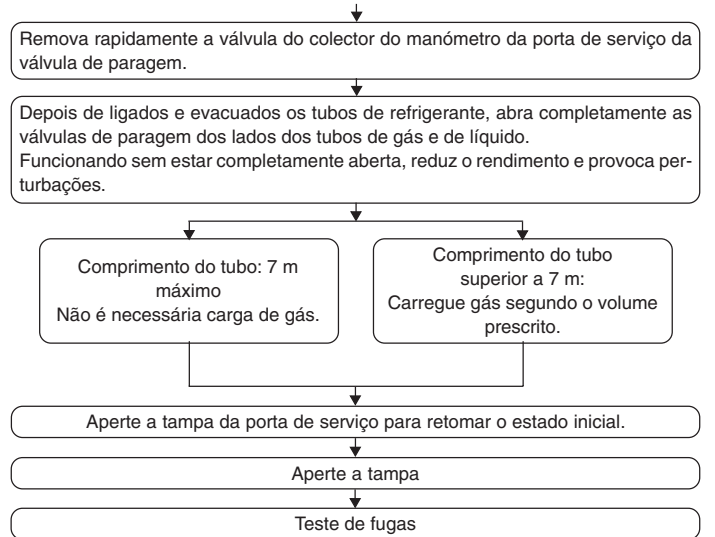 Remova rapidamente a válvula do colector do manómetro da porta de serviço da
válvula de paragem.
Depois de ligados e evacuados os tubos de refrigerante, abra completamente as
válvulas de paragem dos lados dos tubos de gás e de líquido.
Funcionando sem estar completamente aberta, reduz o rendimento e provoca per-
turbações.
Comprimento do tubo: 7 m
máximo
Não é necessária carga de gás.
Comprimento do tubo
superior a 7 m:
Carregue gás segundo o volume
prescrito.
Aperte a tampa da porta de serviço para retomar o estado inicial.
Aperte a tampa
Teste de fugas